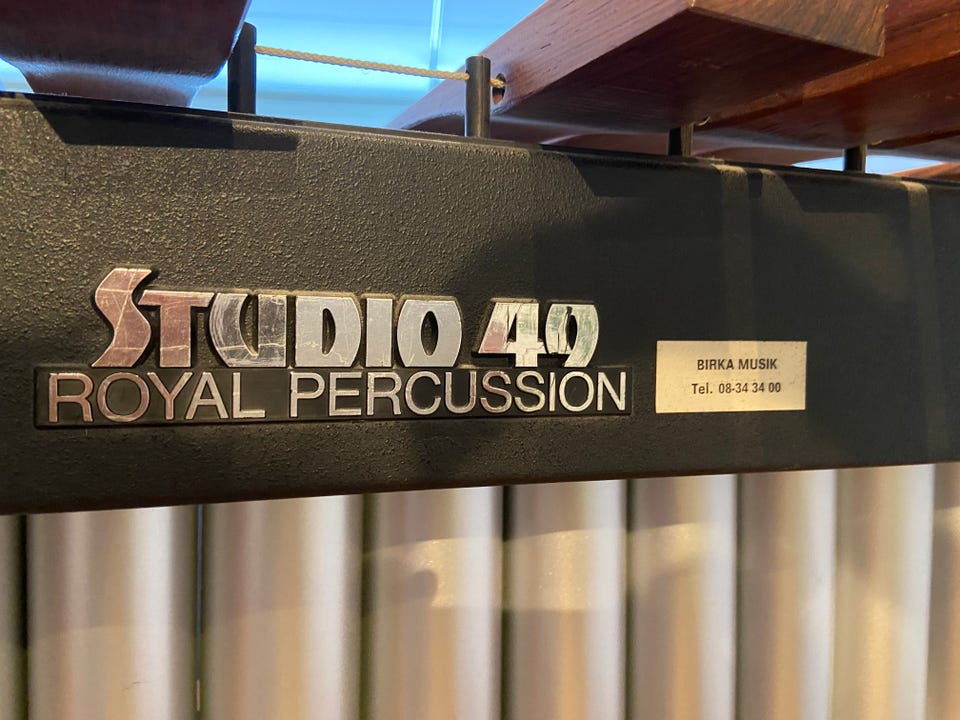 STUDIO 49
ROYAL PERCUSSION
BIRKA MUSIK
Tel. 08-34 34 00